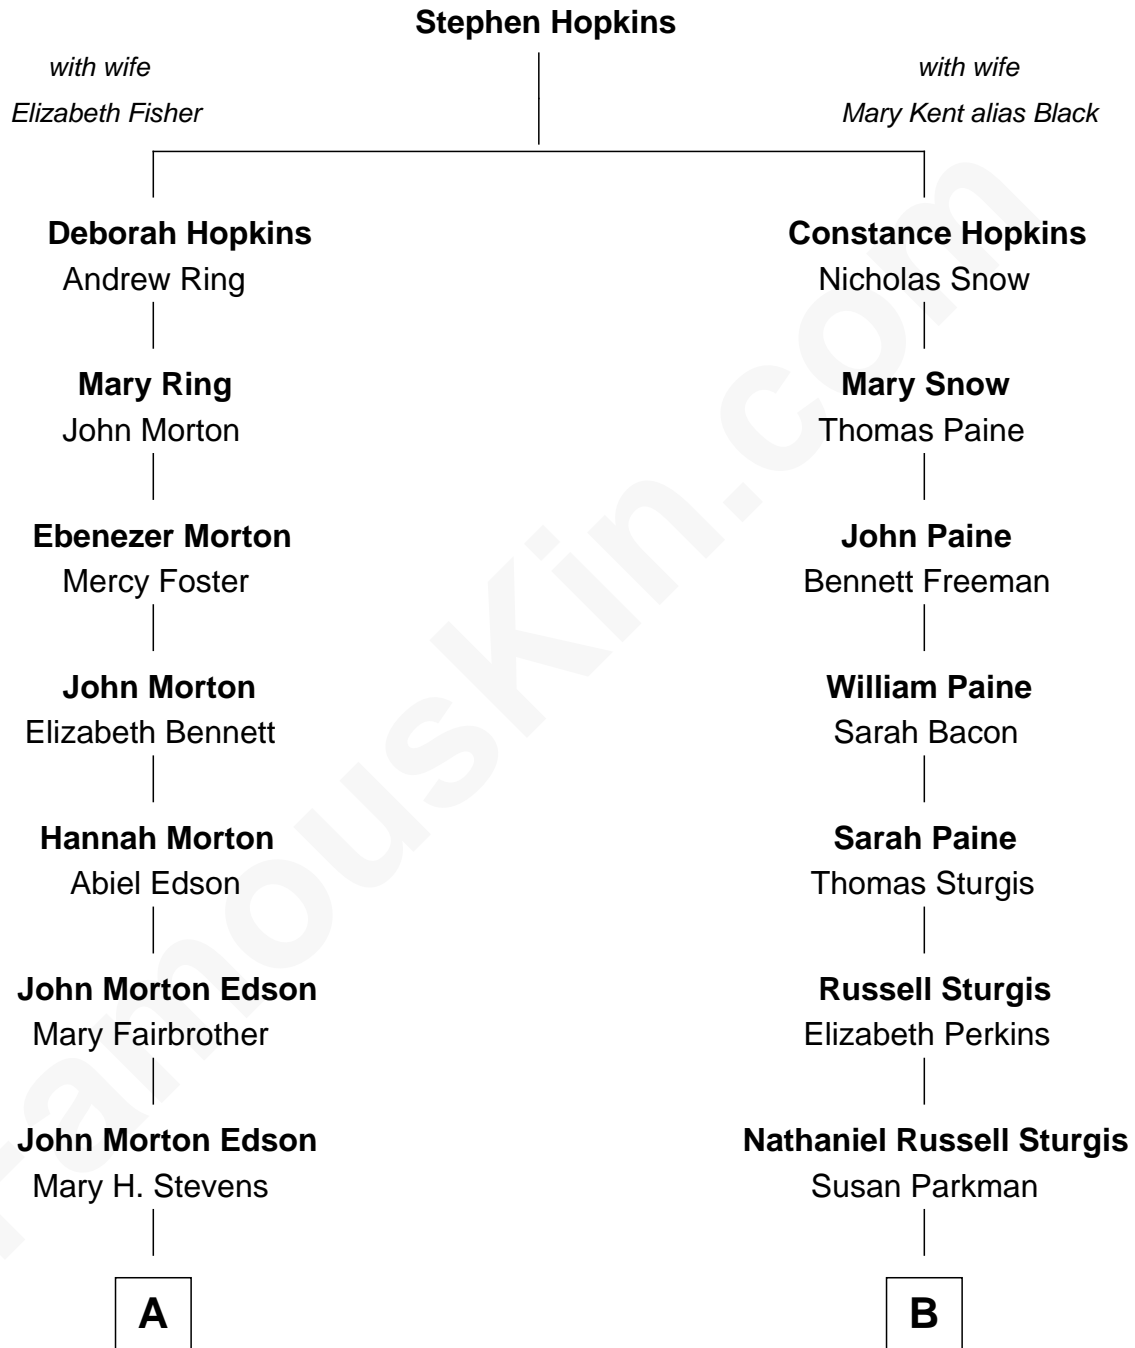 Stephen Hopkins
with wife
Elizabeth Fisher
with wife
Mary Kent alias Black
Deborah Hopkins
Andrew Ring
Constance Hopkins
Nicholas Snow
Mary Ring
John Morton
Mary Snow
Thomas Paine
Ebenezer Morton
Mercy Foster
John Paine
Bennett Freeman
John Morton
Elizabeth Bennett
William Paine
Sarah Bacon
Hannah Morton
Abiel Edson
Sarah Paine
Thomas Sturgis
John Morton Edson
Mary Fairbrother
Russell Sturgis
Elizabeth Perkins
John Morton Edson
Mary H. Stevens
Nathaniel Russell Sturgis
Susan Parkman
A
B
FamousKin.com